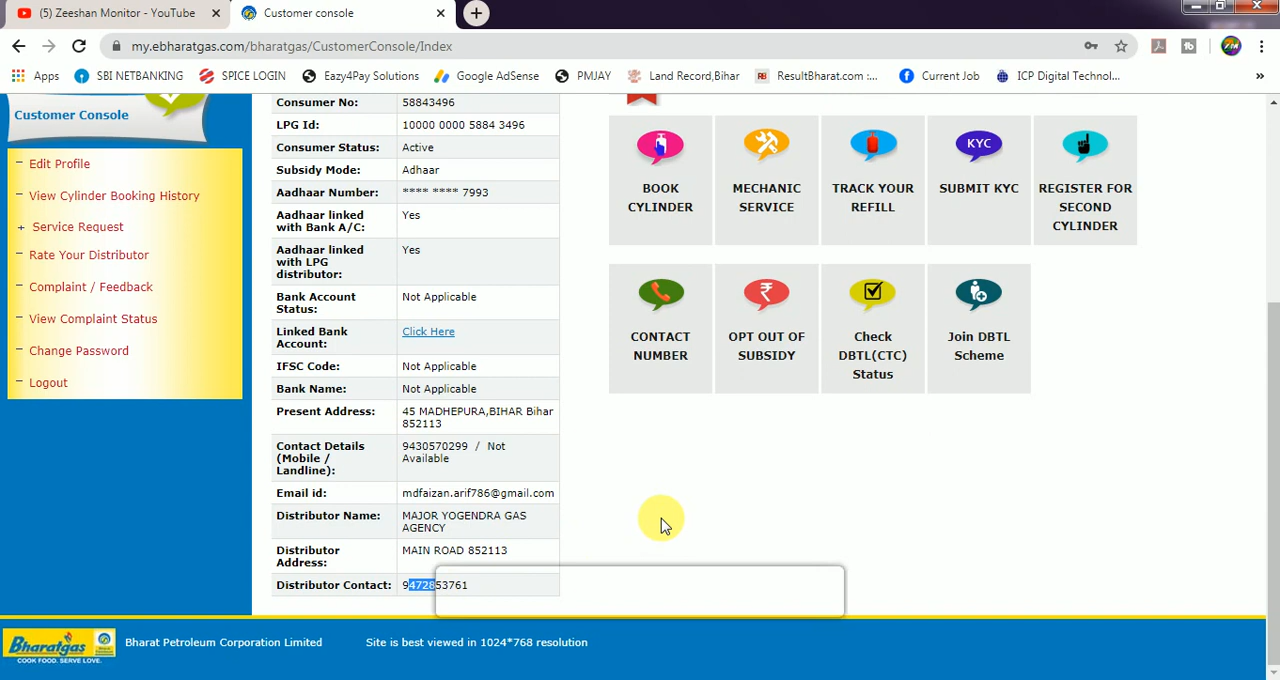 (5) Zeeshan Monitor - YouTube
Customer console
my.ebharatgas.com/bharatgas/CustomerConsole/Index
Apps
SBI NETBANKING
SPICE LOGIN
Eazy4Pay Solutions
Google AdSense
PMJAY
Land Record,Bihar
ResultBharat.com :...
Current Job
ICP Digital Technol...
»
Customer Console
Edit Profile
View Cylinder Booking History
+ Service Request
Rate Your Distributor
Complaint / Feedback
View Complaint Status
Change Password
Logout
Consumer No: 58843496
LPG Id: 10000 0000 5884 3496
Consumer Status: Active
Subsidy Mode: Adhaar
Aadhaar Number: **** **** 7993
Aadhaar linked Yes
with Bank A/C:
Aadhaar linked Yes
with LPG
distributor:
Bank Account Not Applicable
Status:
Linked Bank Click Here
Account:
IFSC Code: Not Applicable
Bank Name: Not Applicable
Present Address: 45 MADHEPURA,BIHAR Bihar
852113
Contact Details 9430570299 / Not
(Mobile / Available
Landline):
Email id: mdfaizan.arif786@gmail.com
Distributor Name: MAJOR YOGENDRA GAS
AGENCY
Distributor MAIN ROAD 852113
Address:
Distributor Contact: 9472853761
BOOK
CYLINDER
MECHANIC
SERVICE
TRACK YOUR
REFILL
KYC
SUBMIT KYC
REGISTER FOR
SECOND
CYLINDER
CONTACT
NUMBER
₹
OPT OUT OF
SUBSIDY
Check
DBTL(CTC)
Status
Join DBTL
Scheme
Bharatgas
COOK FOOD. SERVE LOVE.
Bharat Petroleum Corporation Limited
Site is best viewed in 1024*768 resolution